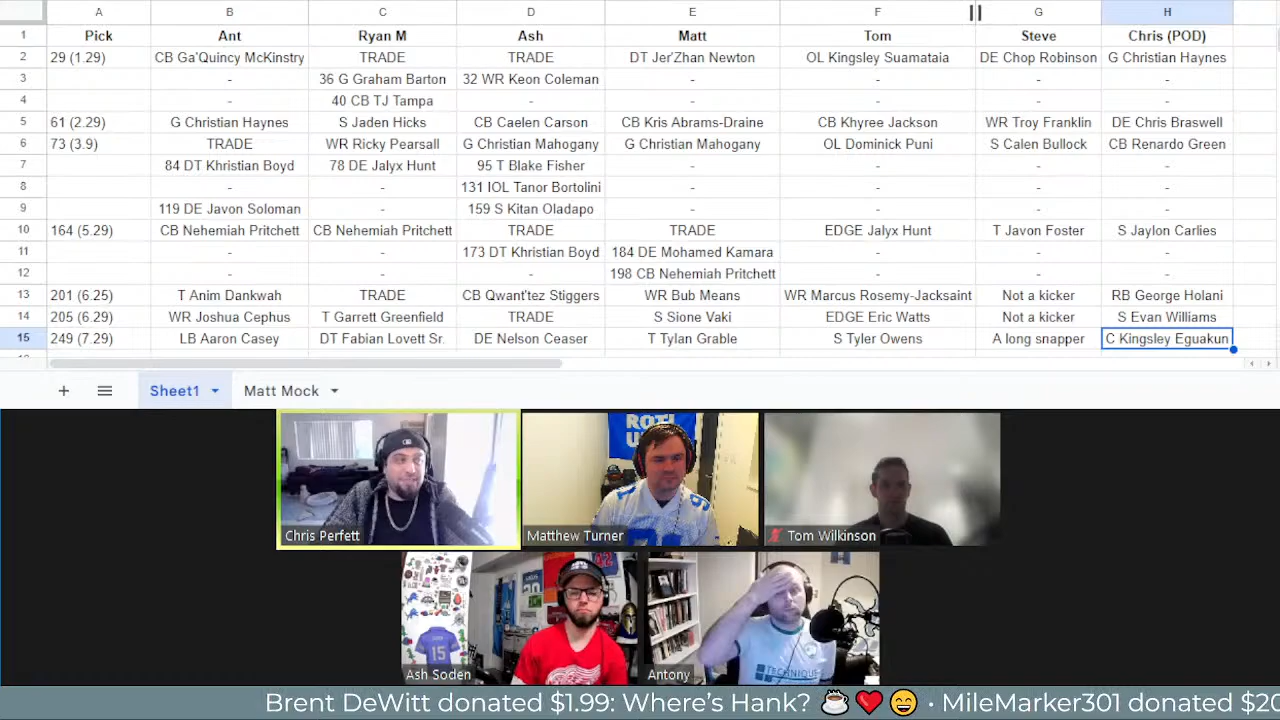 A B C D E F G H
1 Pick Ant Ryan M Ash Matt Tom Steve Chris (POD)
2 29 (1.29) CB Ga'Quincy McKinstry TRADE TRADE DT Jer'Zhan Newton OL Kingsley Suamataia DE Chop Robinson G Christian Haynes
3 - 36 G Graham Barton 32 WR Keon Coleman - - - -
4 - 40 CB TJ Tampa - - - - -
5 61 (2.29) G Christian Haynes S Jaden Hicks CB Caelen Carson CB Kris Abrams-Draine CB Khyree Jackson WR Troy Franklin DE Chris Braswell
6 73 (3.9) TRADE WR Ricky Pearsall G Christian Mahogany G Christian Mahogany OL Dominick Puni S Calen Bullock CB Renardo Green
7 84 DT Khristian Boyd 78 DE Jalyx Hunt 95 T Blake Fisher - - - -
8 - - 131 IOL Tanor Bortolini - - - -
9 119 DE Javon Soloman - 159 S Kitan Oladapo - - - -
10 164 (5.29) CB Nehemiah Pritchett CB Nehemiah Pritchett TRADE TRADE EDGE Jalyx Hunt T Javon Foster S Jaylon Carlies
11 - - 173 DT Khristian Boyd 184 DE Mohamed Kamara - - -
12 - - - 198 CB Nehemiah Pritchett - - -
13 201 (6.25) T Anim Dankwah TRADE CB Qwant'tez Stiggers WR Bub Means WR Marcus Rosemy-Jacksaint Not a kicker RB George Holani
14 205 (6.29) WR Joshua Cephus T Garrett Greenfield TRADE S Sione Vaki EDGE Eric Watts Not a kicker S Evan Williams
15 249 (7.29) LB Aaron Casey DT Fabian Lovett Sr. DE Nelson Ceaser T Tylan Grable S Tyler Owens A long snapper C Kingsley Eguakun
Sheet1 Matt Mock
Chris Perfett
Matthew Turner
Tom Wilkinson
15
Ash Soden
TECHNIQUE
Antony
Brent DeWitt donated $1.99: Where's Hank? ☕❤️😄 • MileMarker301 donated $20